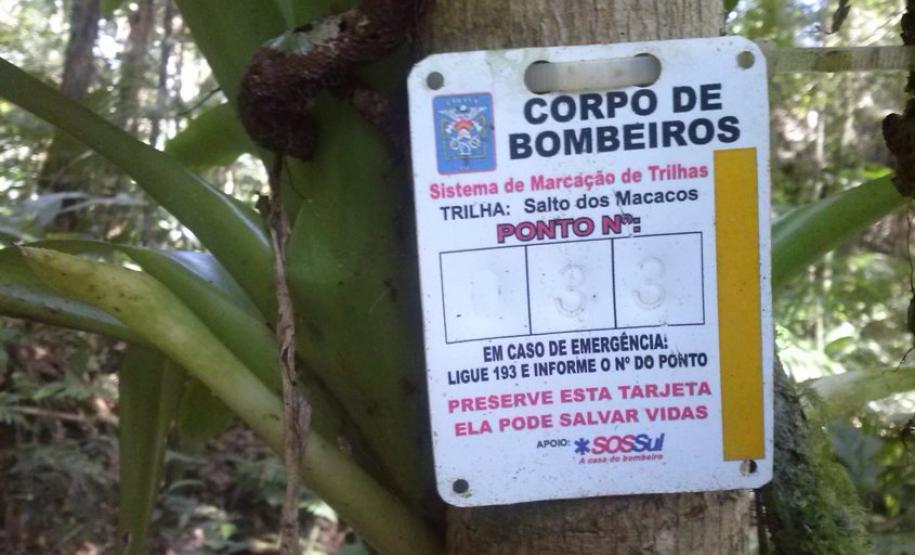 CORPO DE
BOMBEIROS
Sistema de Marcação de Trilhas
TRILHA: Salto dos Macacos
PONTO Nº:
0 3 3
EM CASO DE EMERGÊNCIA:
LIGUE 193 E INFORME O Nº DO PONTO
PRESERVE ESTA TARJETA
ELA PODE SALVAR VIDAS
APOIO: *SOSSul
A casa do bombeiro